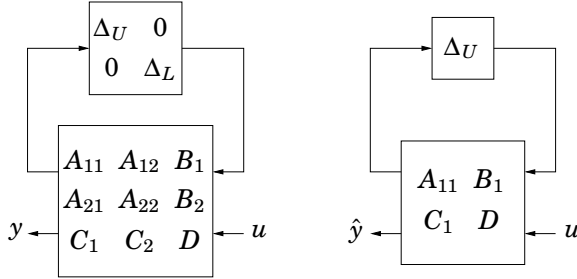 Δ_U 0
0 Δ_L
A_11 A_12 B_1
A_21 A_22 B_2
C_1 C_2 D
y
u
Δ_U
A_11 B_1
C_1 D
ŷ
u